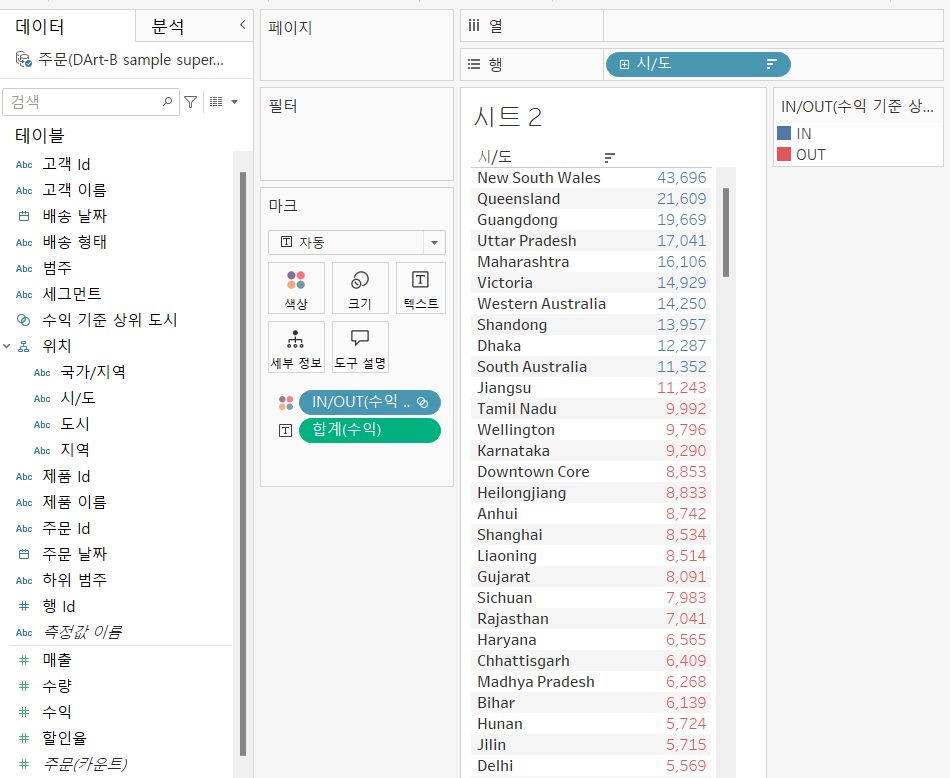 데이터
분석
주문(DArt-B sample super...
검색
테이블
Abc 고객 Id
Abc 고객 이름
배송 날짜
Abc 배송 형태
Abc 범주
Abc 세그먼트
수익 기준 상위 도시
위치
Abc 국가/지역
Abc 시/도
Abc 도시
Abc 지역
Abc 제품 Id
Abc 제품 이름
Abc 주문 Id
주문 날짜
Abc 하위 범주
# 행 Id
Abc 측정값 이름
# 매출
# 수량
# 수익
# 할인율
# 주문(카운트)
페이지
필터
마크
T 자동
색상
크기
T 텍스트
세부 정보
도구 설명
IN/OUT(수익 ..
T 합계(수익)
열
행
시/도
시트 2
시/도
New South Wales 43,696
Queensland 21,609
Guangdong 19,669
Uttar Pradesh 17,041
Maharashtra 16,106
Victoria 14,929
Western Australia 14,250
Shandong 13,957
Dhaka 12,287
South Australia 11,352
Jiangsu 11,243
Tamil Nadu 9,992
Wellington 9,796
Karnataka 9,290
Downtown Core 8,853
Heilongjiang 8,833
Anhui 8,742
Shanghai 8,534
Liaoning 8,514
Gujarat 8,091
Sichuan 7,983
Rajasthan 7,041
Haryana 6,565
Chhattisgarh 6,409
Madhya Pradesh 6,268
Bihar 6,139
Hunan 5,724
Jilin 5,715
Delhi 5,569
IN/OUT(수익 기준 상...
IN
OUT